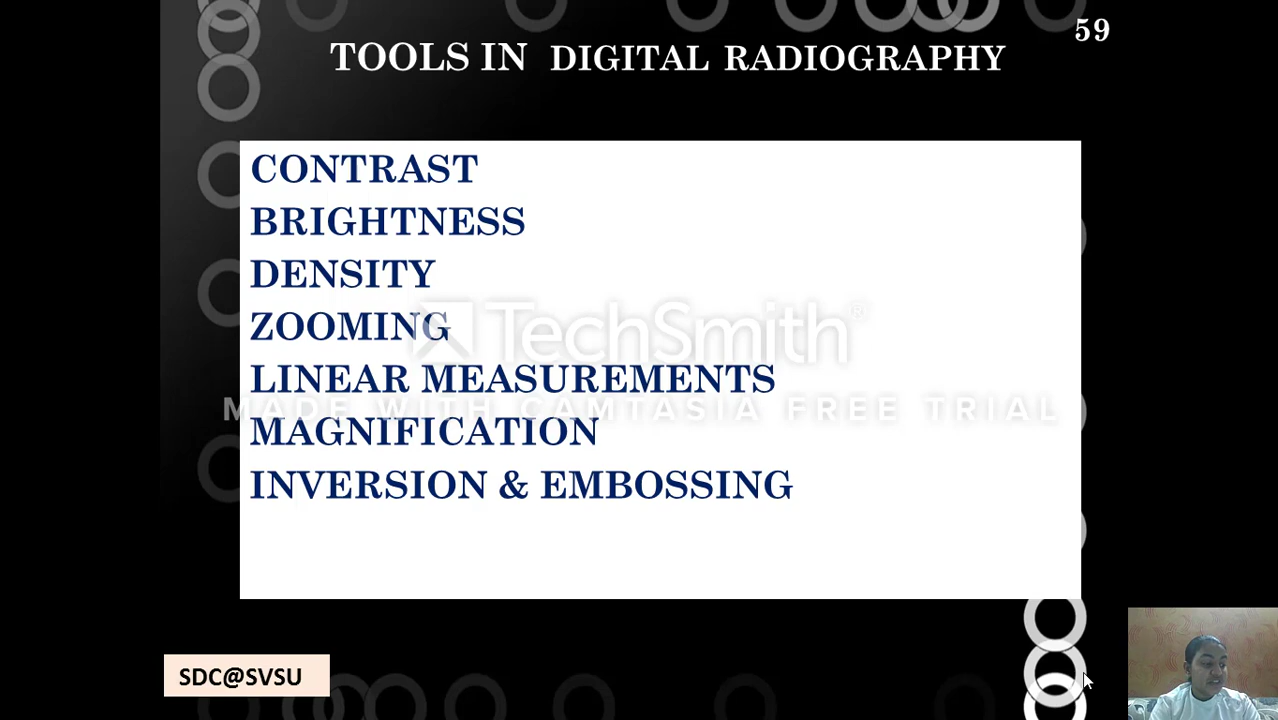 59
TOOLS IN DIGITAL RADIOGRAPHY
CONTRAST
BRIGHTNESS
DENSITY
ZOOMING
TechSmith®
LINEAR MEASUREMENTS
MADE WITH CAMTASIA FREE TRIAL
MAGNIFICATION
INVERSION & EMBOSSING
SDC@SVSU